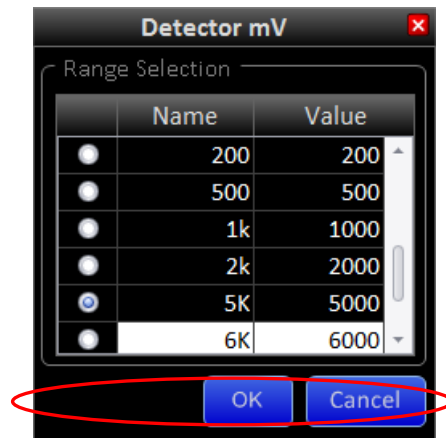 Detector mV
Range Selection
Name Value
200 200
500 500
1k 1000
2k 2000
5K 5000
6K 6000
OK Cancel